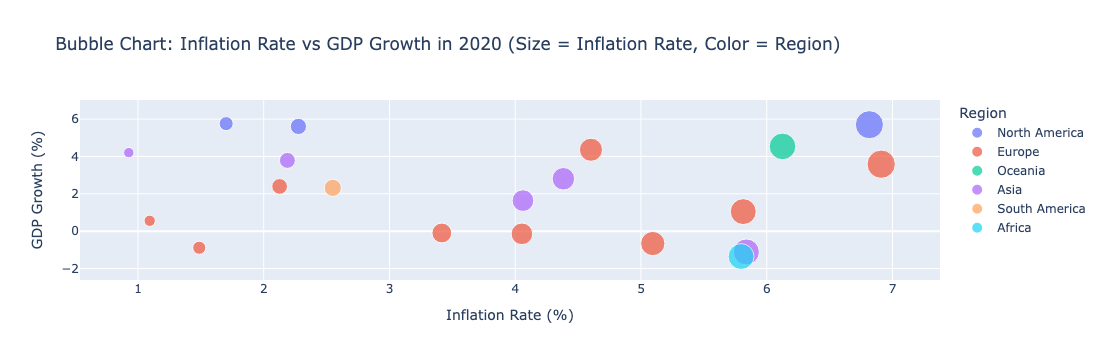 Bubble Chart: Inflation Rate vs GDP Growth in 2020 (Size = Inflation Rate, Color = Region)
GDP Growth (%)
6
4
2
0
−2
1 2 3 4 5 6 7
Inflation Rate (%)
Region
North America
Europe
Oceania
Asia
South America
Africa